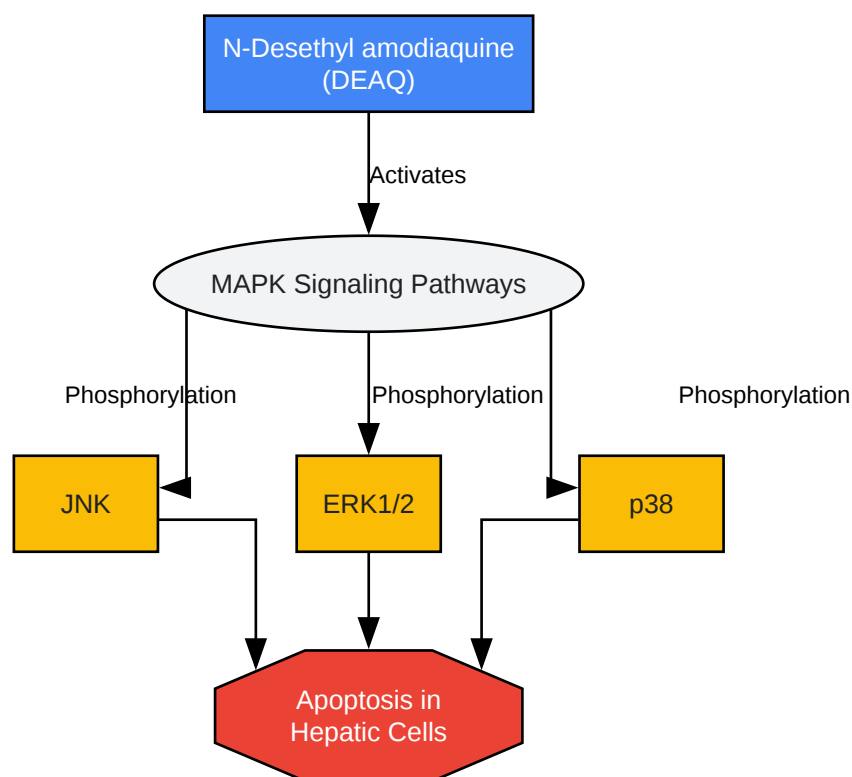 N-Desethyl amodiaquine
(DEAQ)
Activates
MAPK Signaling Pathways
Phosphorylation
Phosphorylation
Phosphorylation
JNK
ERK1/2
p38
Apoptosis in
Hepatic Cells